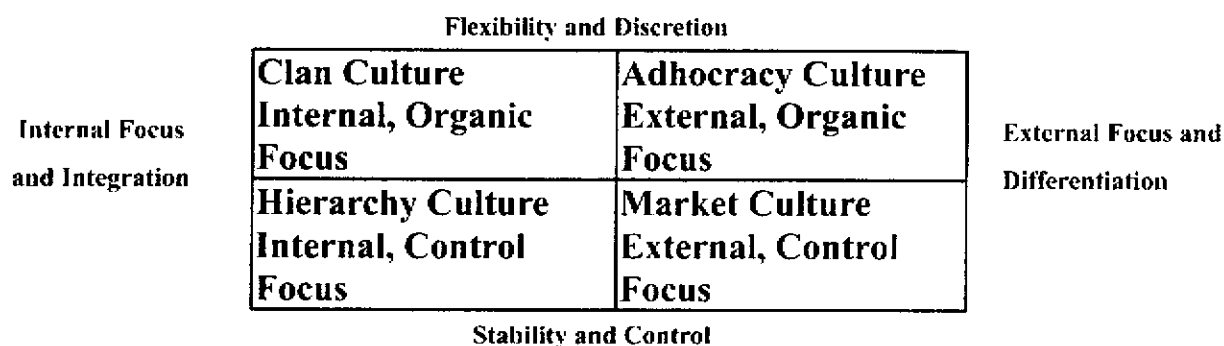 Flexibility and Discretion
Clan Culture
Internal, Organic
Focus
Adhocracy Culture
External, Organic
Focus
Internal Focus
and Integration
External Focus and
Differentiation
Hierarchy Culture
Internal, Control
Focus
Market Culture
External, Control
Focus
Stability and Control